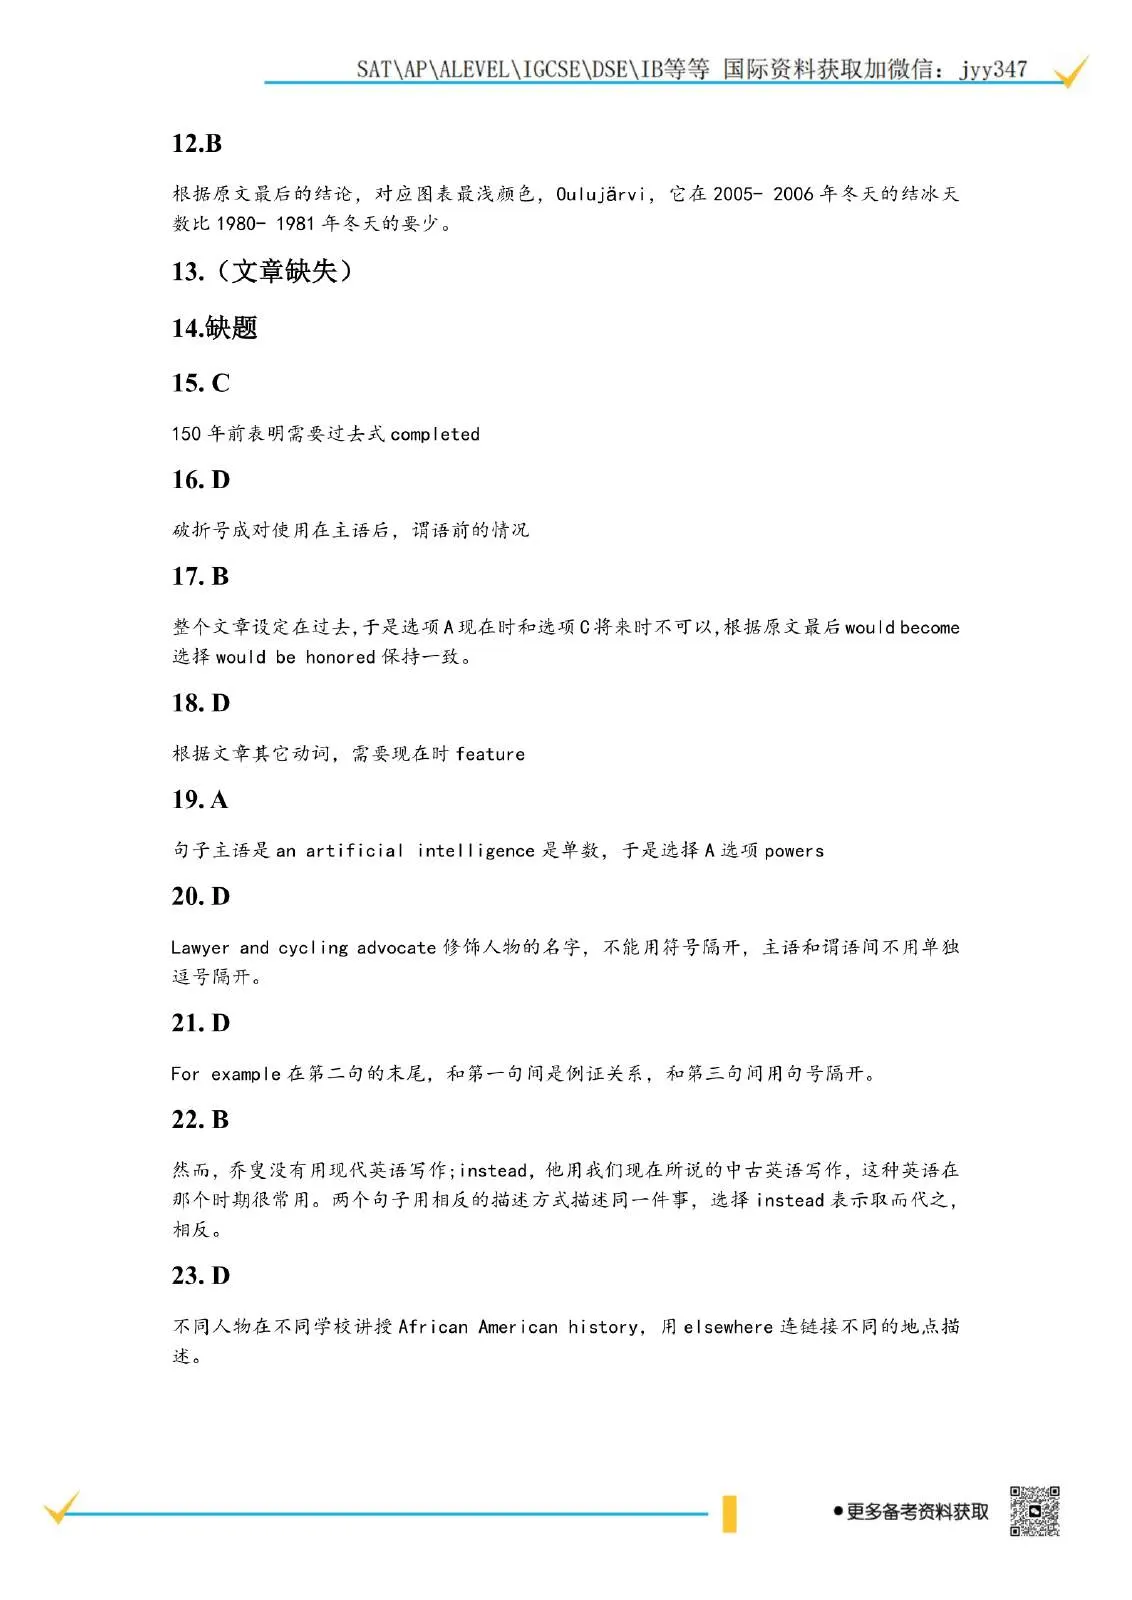 SAT\AP\ALEVEL\IGCSE\DSE\IB等等 国际资料获取加微信：jyy347
12.B
根据原文最后的结论，对应图表最浅颜色，Oulujärvi，它在 2005- 2006 年冬天的结冰天
数比 1980- 1981 年冬天的要少。
13.（文章缺失）
14.缺题
15. C
150 年前表明需要过去式 completed
16. D
破折号成对使用在主语后，谓语前的情况
17. B
整个文章设定在过去,于是选项 A 现在时和选项 C 将来时不可以,根据原文最后 would become
选择 would be honored 保持一致。
18. D
根据文章其它动词，需要现在时 feature
19. A
句子主语是 an artificial intelligence 是单数，于是选择 A 选项 powers
20. D
Lawyer and cycling advocate 修饰人物的名字，不能用符号隔开，主语和谓语间不用单独
逗号隔开。
21. D
For example 在第二句的末尾，和第一句间是例证关系，和第三句间用句号隔开。
22. B
然而，乔叟没有用现代英语写作;instead，他用我们现在所说的中古英语写作，这种英语在
那个时期很常用。两个句子用相反的描述方式描述同一件事，选择 instead 表示取而代之，
相反。
23. D
不同人物在不同学校讲授 African American history，用 elsewhere 连链接不同的地点描
述。
●更多备考资料获取